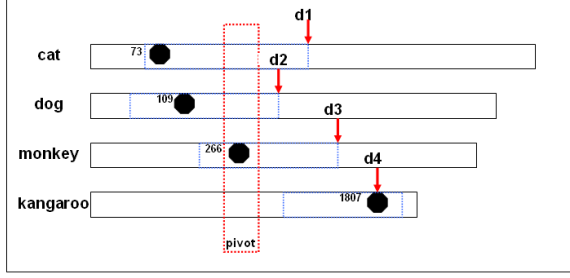 d1
cat
73
d2
dog
109
d3
monkey
266
d4
kangaroo
1807
pivot